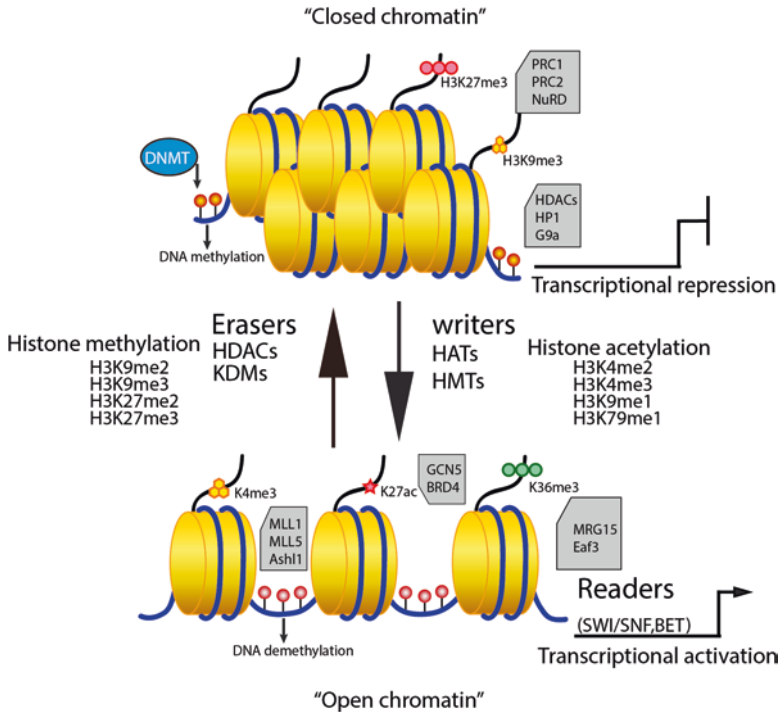 "Closed chromatin"
H3K27me3
PRC1
PRC2
NuRD
DNMT
H3K9me3
HDACs
HP1
G9a
DNA methylation
Transcriptional repression
Histone methylation
H3K9me2
H3K9me3
H3K27me2
H3K27me3
Erasers
HDACs
KDMs
writers
HATs
HMTs
Histone acetylation
H3K4me2
H3K4me3
H3K9me1
H3K79me1
K4me3
MLL1
MLL5
Ashl1
K27ac
GCN5
BRD4
K36me3
MRG15
Eaf3
Readers
(SWI/SNF,BET)
DNA demethylation
Transcriptional activation
"Open chromatin"